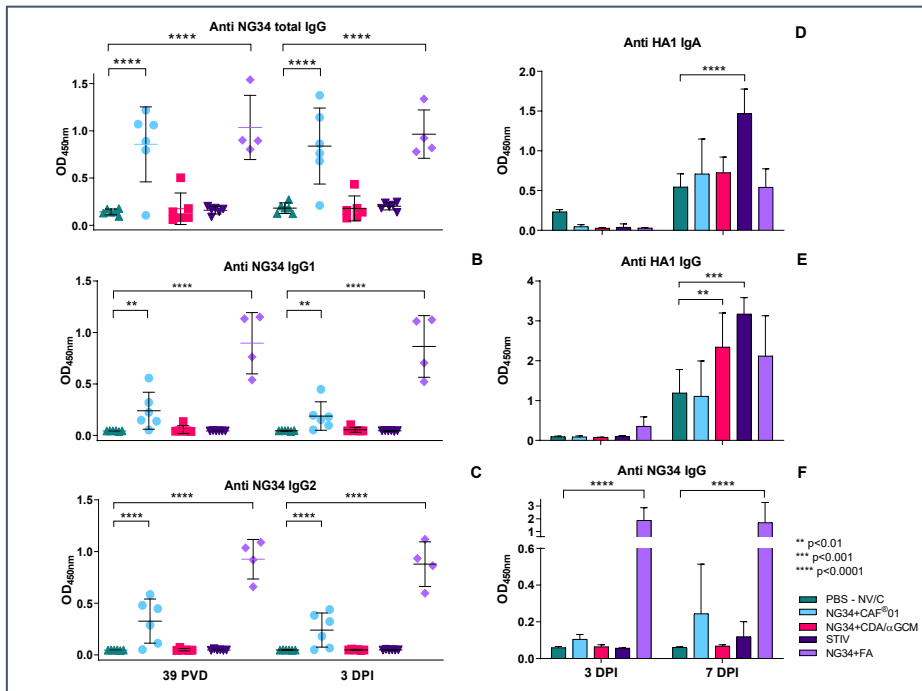 Anti NG34 total IgG
****
****
****
****
OD450nm
1.5
1.0
0.5
0.0
Anti HA1 IgA
D
****
OD450nm
2.0
1.5
1.0
0.5
0.0
Anti NG34 IgG1
B
****
****
**
**
OD450nm
1.5
1.0
0.5
0.0
Anti HA1 IgG
E
***
**
OD450nm
4
3
2
1
0
Anti NG34 IgG2
C
****
****
****
****
OD450nm
1.5
1.0
0.5
0.0
39 PVD
3 DPI
Anti NG34 IgG
F
****
****
OD450nm
3
2
1
0.6
0.4
0.2
0.0
3 DPI
7 DPI
** p<0.01
*** p<0.001
**** p<0.0001
PBS - NV/C
NG34+CAF®01
NG34+CDA/αGCM
STIV
NG34+FA